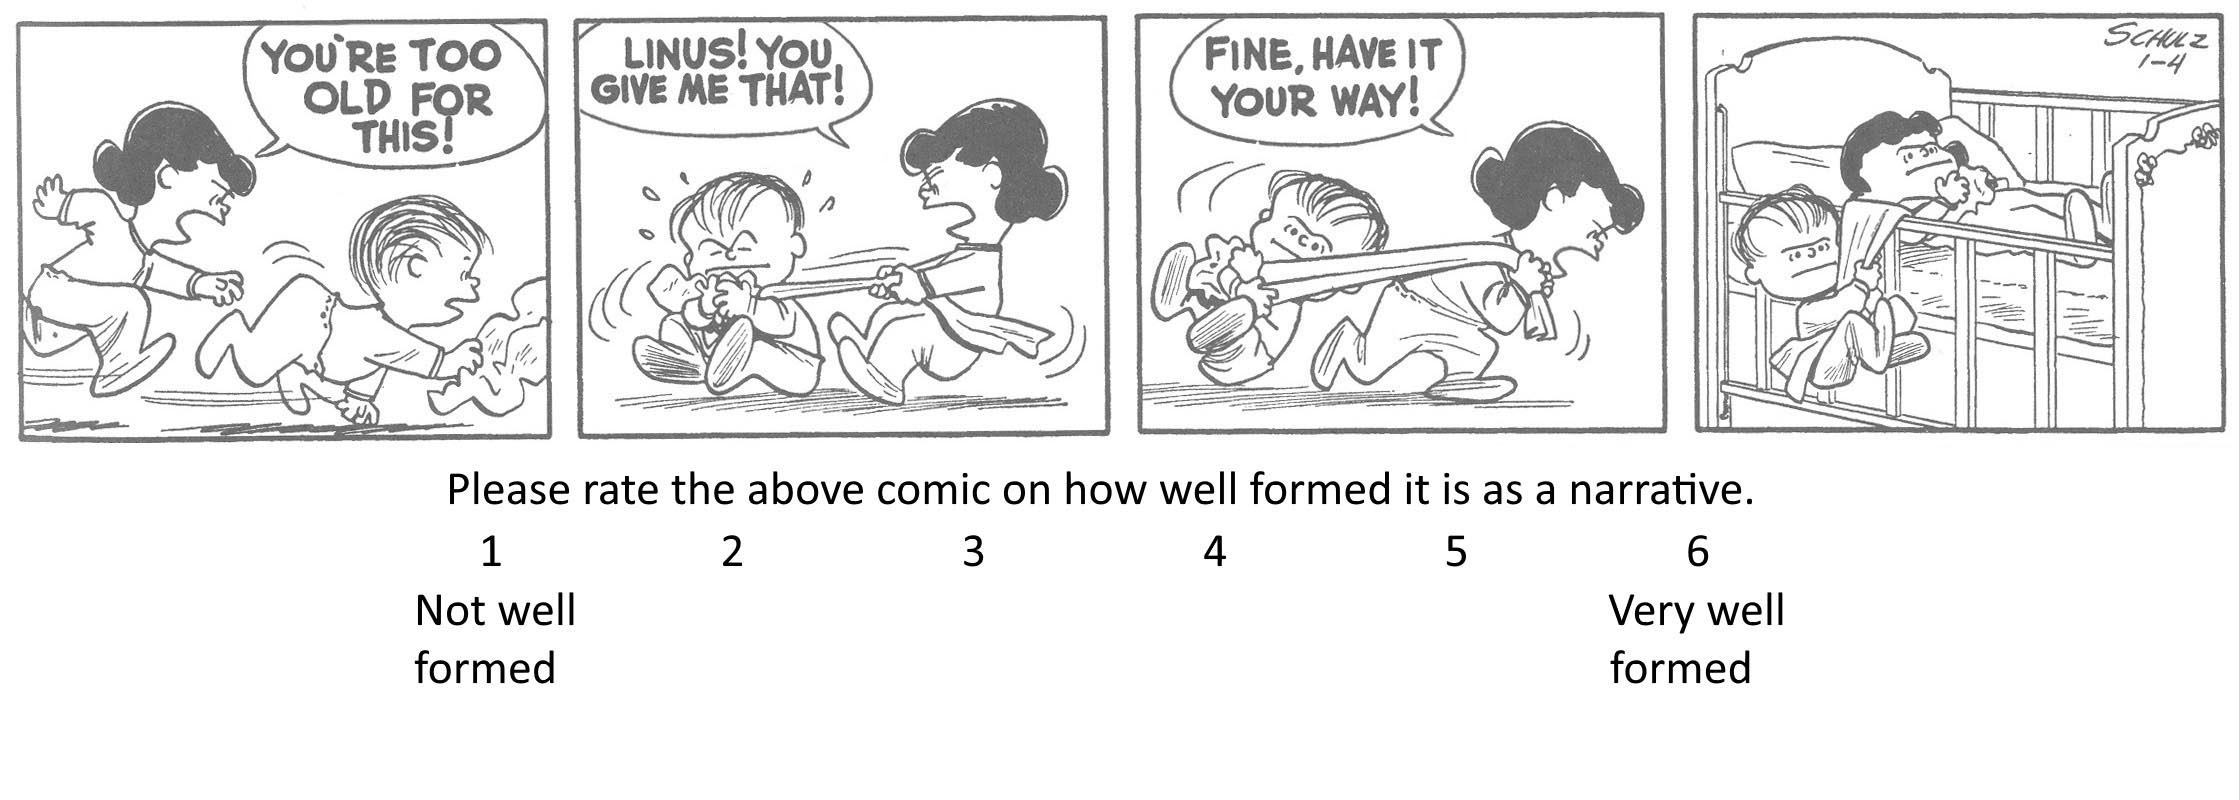 YOU'RE TOO
OLD FOR
THIS!
LINUS! YOU
GIVE ME THAT!
FINE, HAVE IT
YOUR WAY!
SCHULZ
1-4
Please rate the above comic on how well formed it is as a narrative.
1 2 3 4 5 6
Not well
formed
Very well
formed